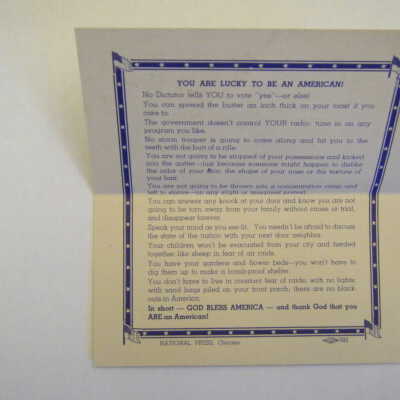 YOU ARE LUCKY TO BE AN AMERICAN!
No Dictator tells YOU to vote "yes"—or else!
You can spread the butter an inch thick on your roast if you
care to.
The government doesn't control YOUR radio; tune in on any
program you like.
No storm trooper is going to come along and hit you in the
teeth with the butt of a rifle.
You are not going to be stripped of your possessions and kicked
into the gutter—just because someone might happen to dislike
the color of your skin, the shape of your nose or the texture of
your hair.
You are not going to be thrown into a concentration camp and
left to starve—on any slight or imagined pretext.
You can answer any knock at your door and know you are not
going to be torn away from your family without cause or trial,
and disappear forever.
Speak your mind as you see fit. You needn't be afraid to discuss
the state of the nation with your next door neighbor.
Your children won't be evacuated from your city and herded
together like sheep in fear of air raids.
You have your gardens and flower beds—you won't have to
dig them up to make a bomb-proof shelter.
You don't have to live in constant fear of raids; with no lights,
with sand bags piled on your front porch; there are no black-
outs in America.
In short — GOD BLESS AMERICA — and thank God that you
ARE an American!
NATIONAL PRESS, Chicago